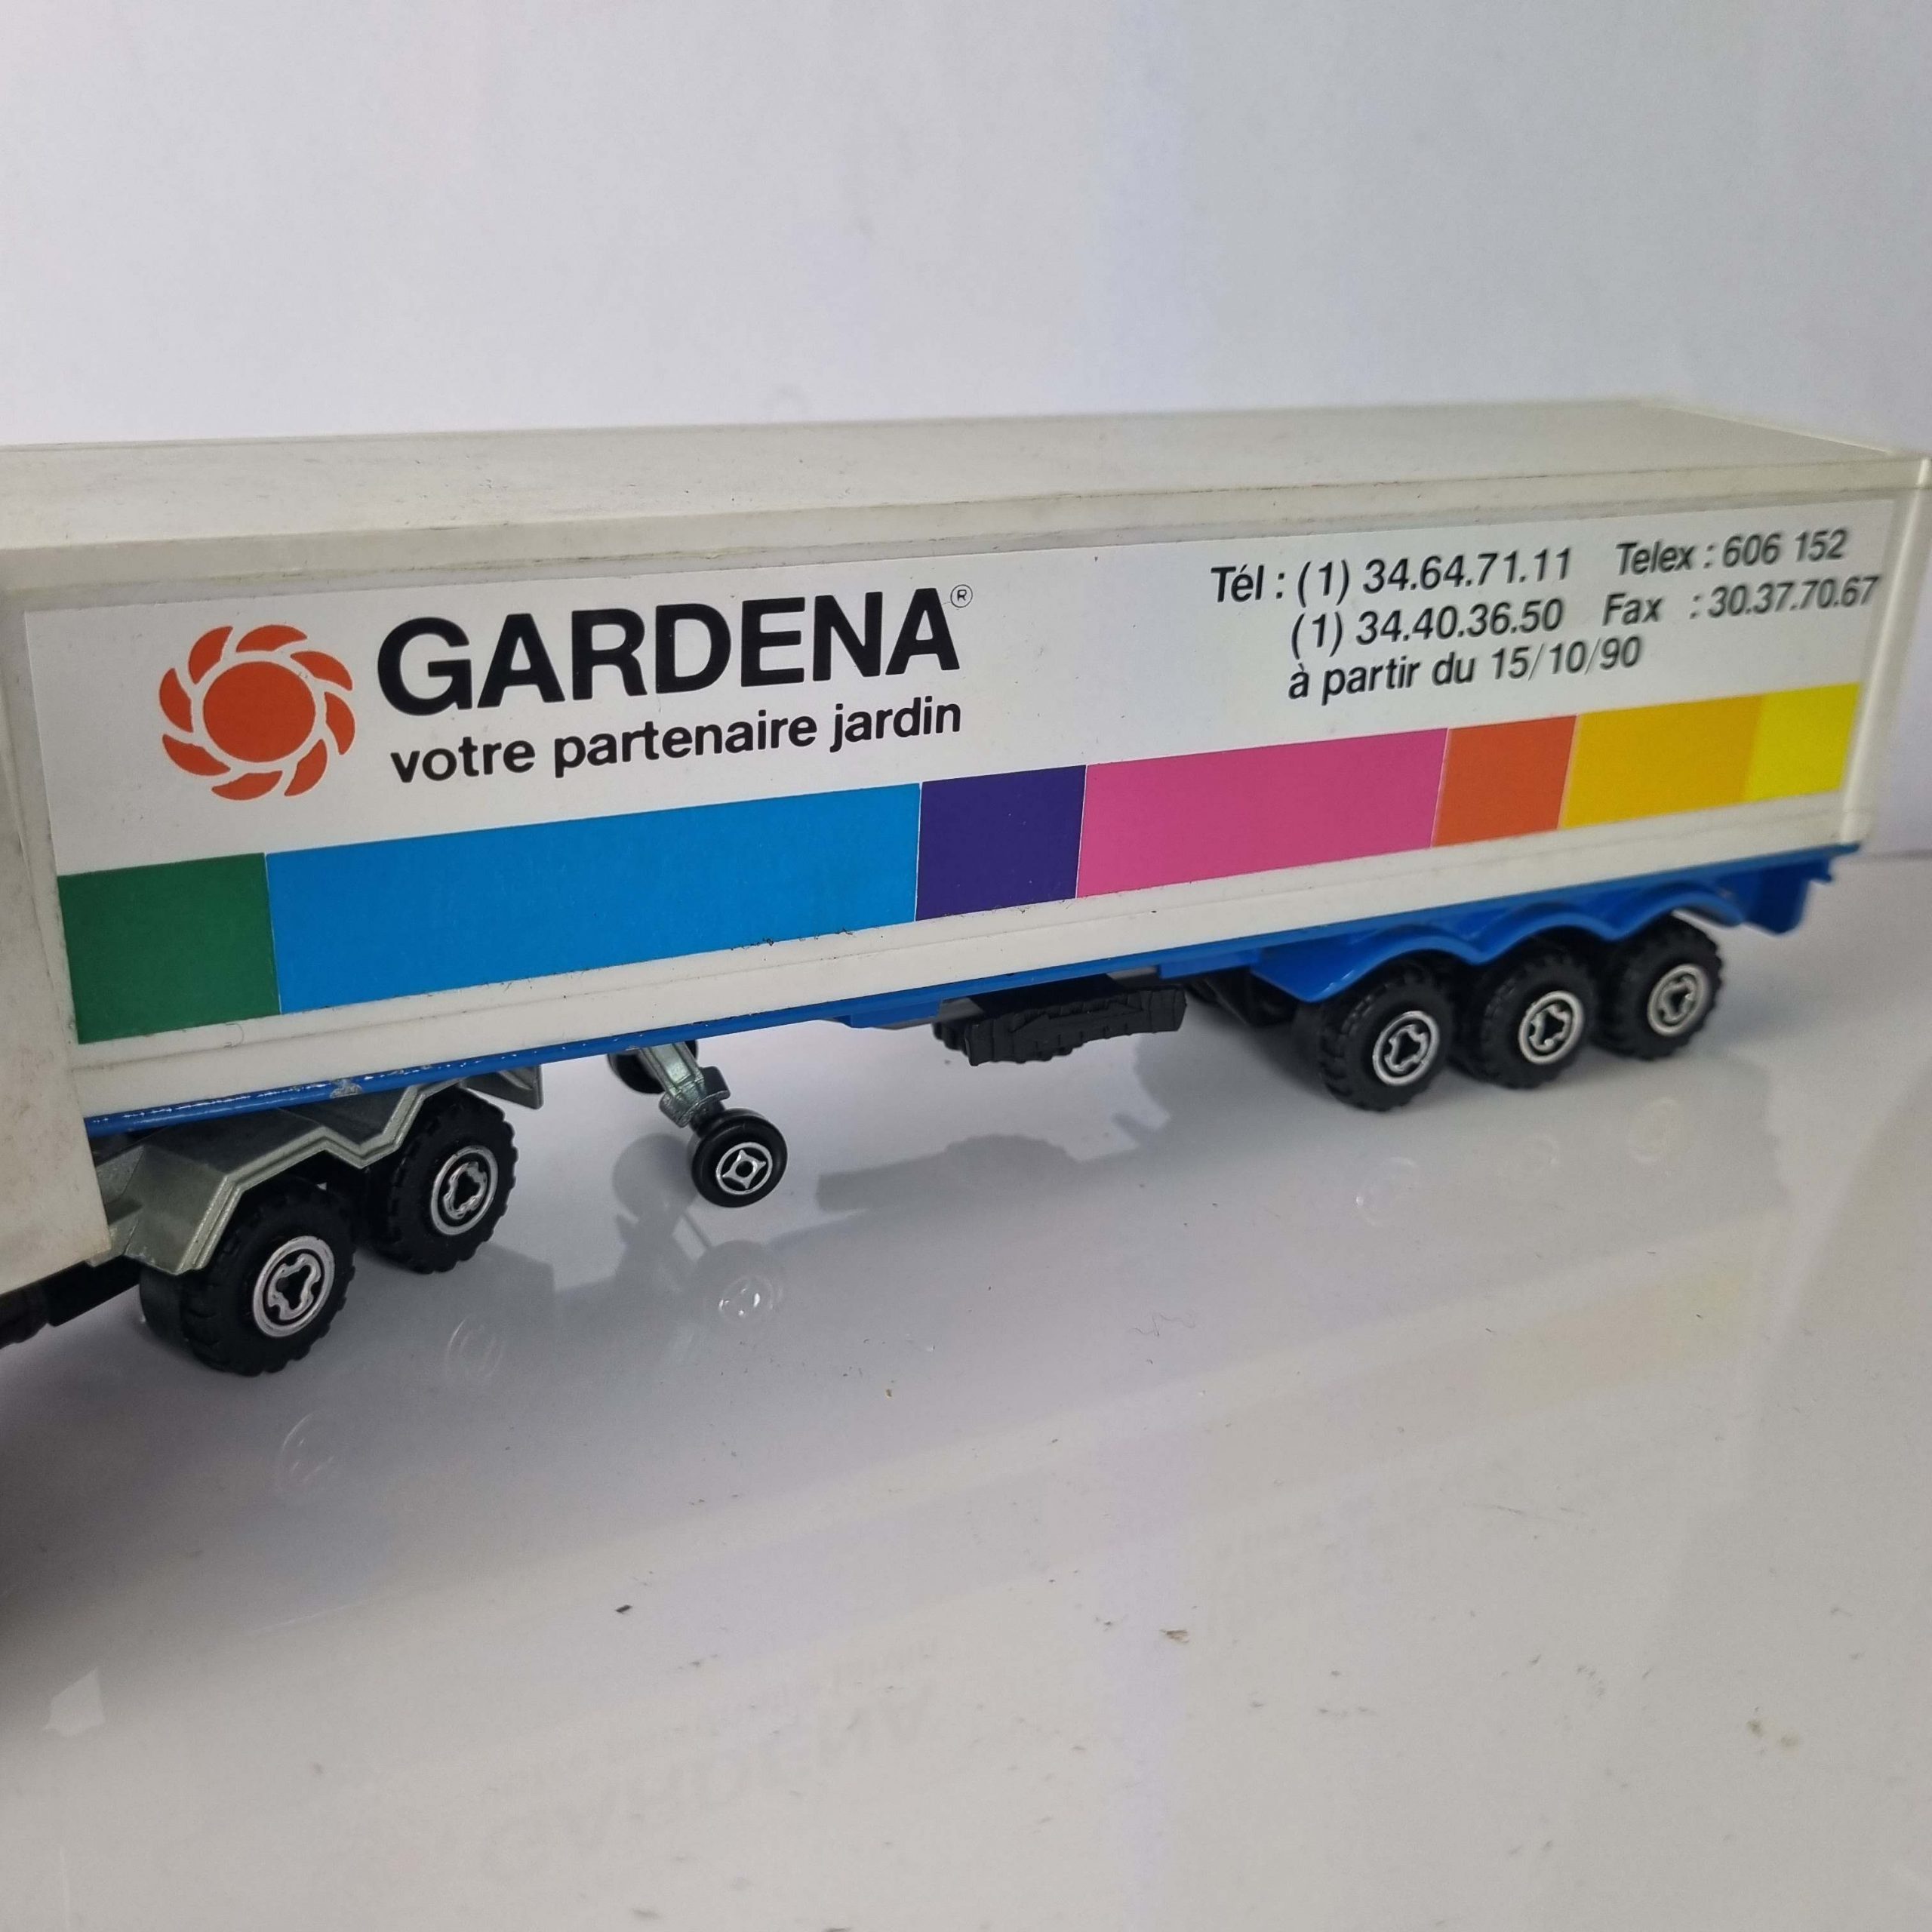 GARDENA®
votre partenaire jardin
Tél : (1) 34.64.71.11 Telex : 606 152
(1) 34.40.36.50 Fax : 30.37.70.67
à partir du 15/10/90